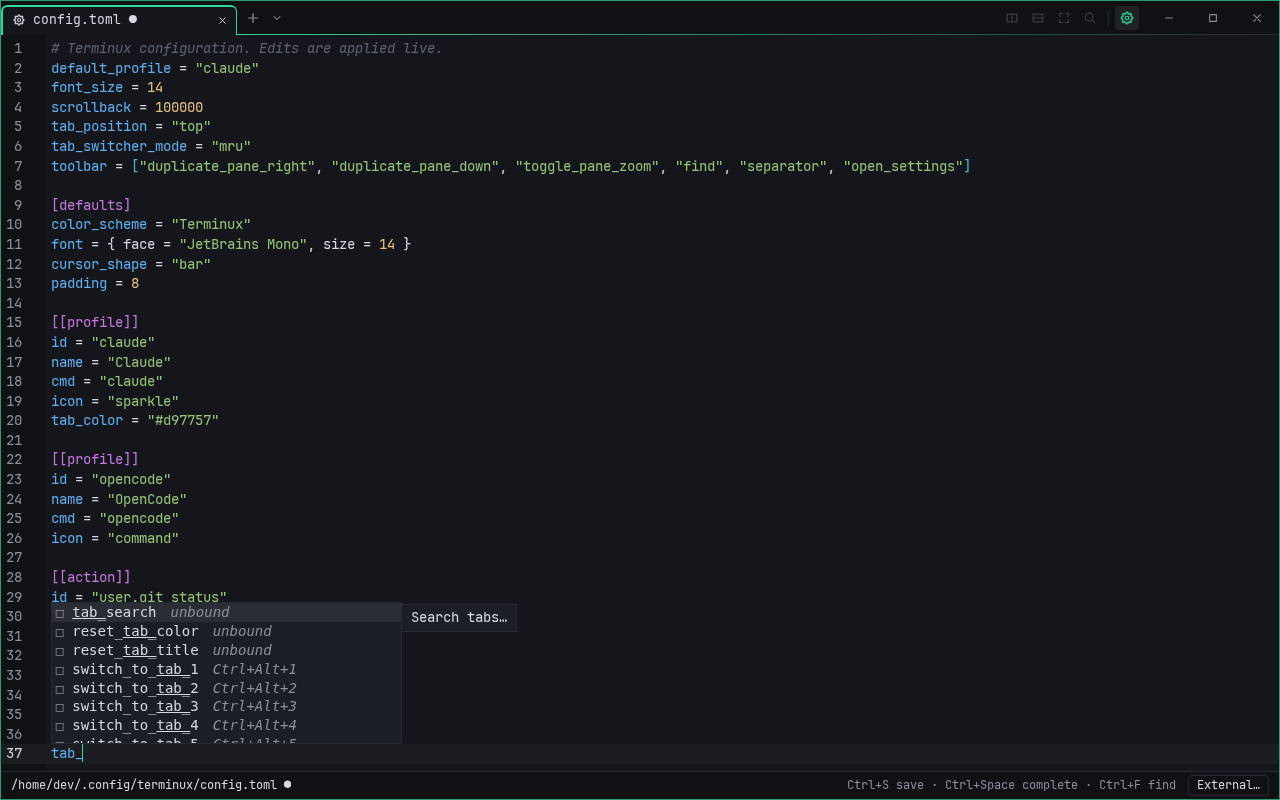 config.toml ●
1 # Terminux configuration. Edits are applied live.
2 default_profile = "claude"
3 font_size = 14
4 scrollback = 100000
5 tab_position = "top"
6 tab_switcher_mode = "mru"
7 toolbar = ["duplicate_pane_right", "duplicate_pane_down", "toggle_pane_zoom", "find", "separator", "open_settings"]
8
9 [defaults]
10 color_scheme = "Terminux"
11 font = { face = "JetBrains Mono", size = 14 }
12 cursor_shape = "bar"
13 padding = 8
14
15 [[profile]]
16 id = "claude"
17 name = "Claude"
18 cmd = "claude"
19 icon = "sparkle"
20 tab_color = "#d97757"
21
22 [[profile]]
23 id = "opencode"
24 name = "OpenCode"
25 cmd = "opencode"
26 icon = "command"
27
28 [[action]]
29 id = "user.git_status"
30 tab_search unbound Search tabs…
31 reset_tab_color unbound
32 reset_tab_title unbound
33 switch_to_tab_1 Ctrl+Alt+1
34 switch_to_tab_2 Ctrl+Alt+2
35 switch_to_tab_3 Ctrl+Alt+3
36 switch_to_tab_4 Ctrl+Alt+4
switch_to_tab_5 Ctrl+Alt+5
37 tab_
/home/dev/.config/terminux/config.toml ● Ctrl+S save · Ctrl+Space complete · Ctrl+F find External…